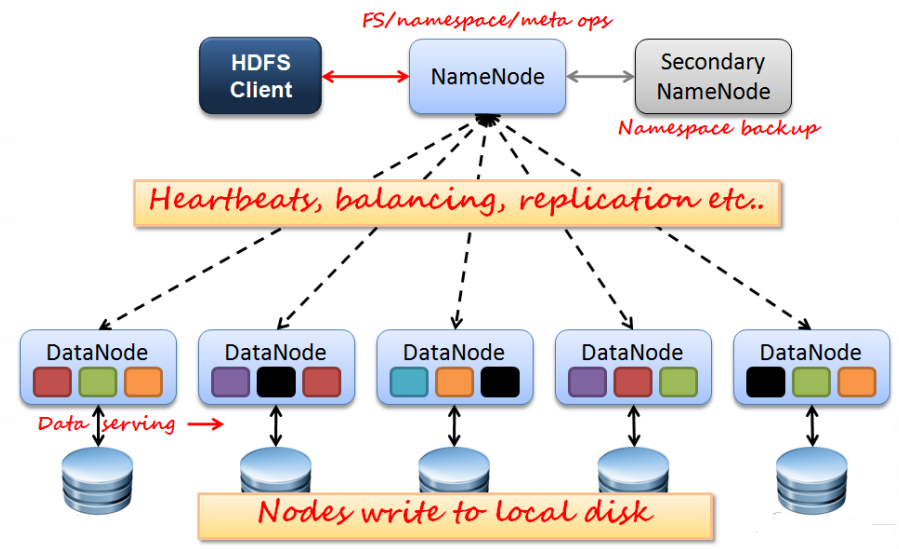 FS/namespace/meta ops
HDFS
Client
NameNode
Secondary
NameNode
Namespace backup
Heartbeats, balancing, replication etc..
DataNode
DataNode
DataNode
DataNode
DataNode
Data serving
Nodes write to local disk